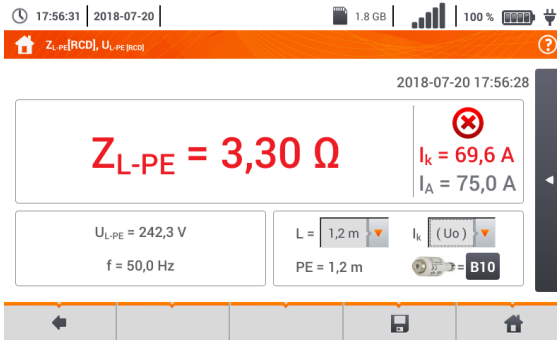 17:56:31 2018-07-20 1.8 GB 100 %
ZL-PE[RCD], UL-PE [RCD] ?
2018-07-20 17:56:28
ZL-PE = 3,30 Ω
Ik = 69,6 A
IA = 75,0 A
UL-PE = 242,3 V
f = 50,0 Hz
L = 1,2 m Ik (Uo)
PE = 1,2 m = B10